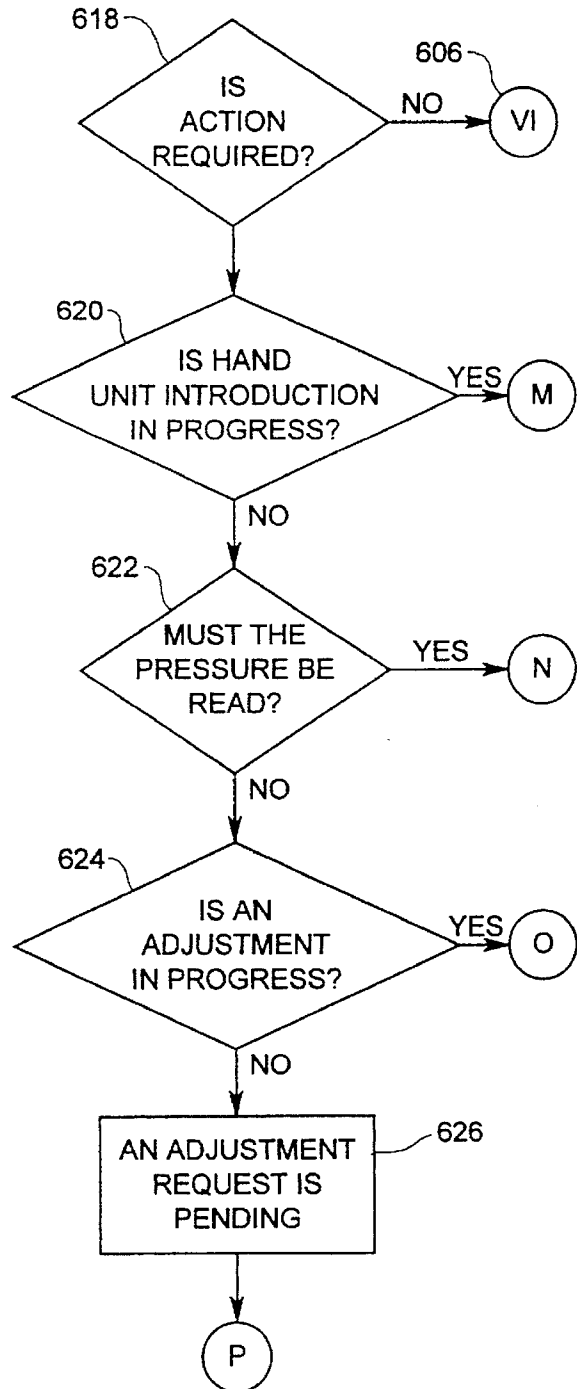 618
606
IS
ACTION
REQUIRED?
NO
VI
620
IS HAND
UNIT INTRODUCTION
IN PROGRESS?
YES
M
NO
622
MUST THE
PRESSURE BE
READ?
YES
N
NO
624
IS AN
ADJUSTMENT
IN PROGRESS?
YES
O
NO
626
AN ADJUSTMENT
REQUEST IS
PENDING
P